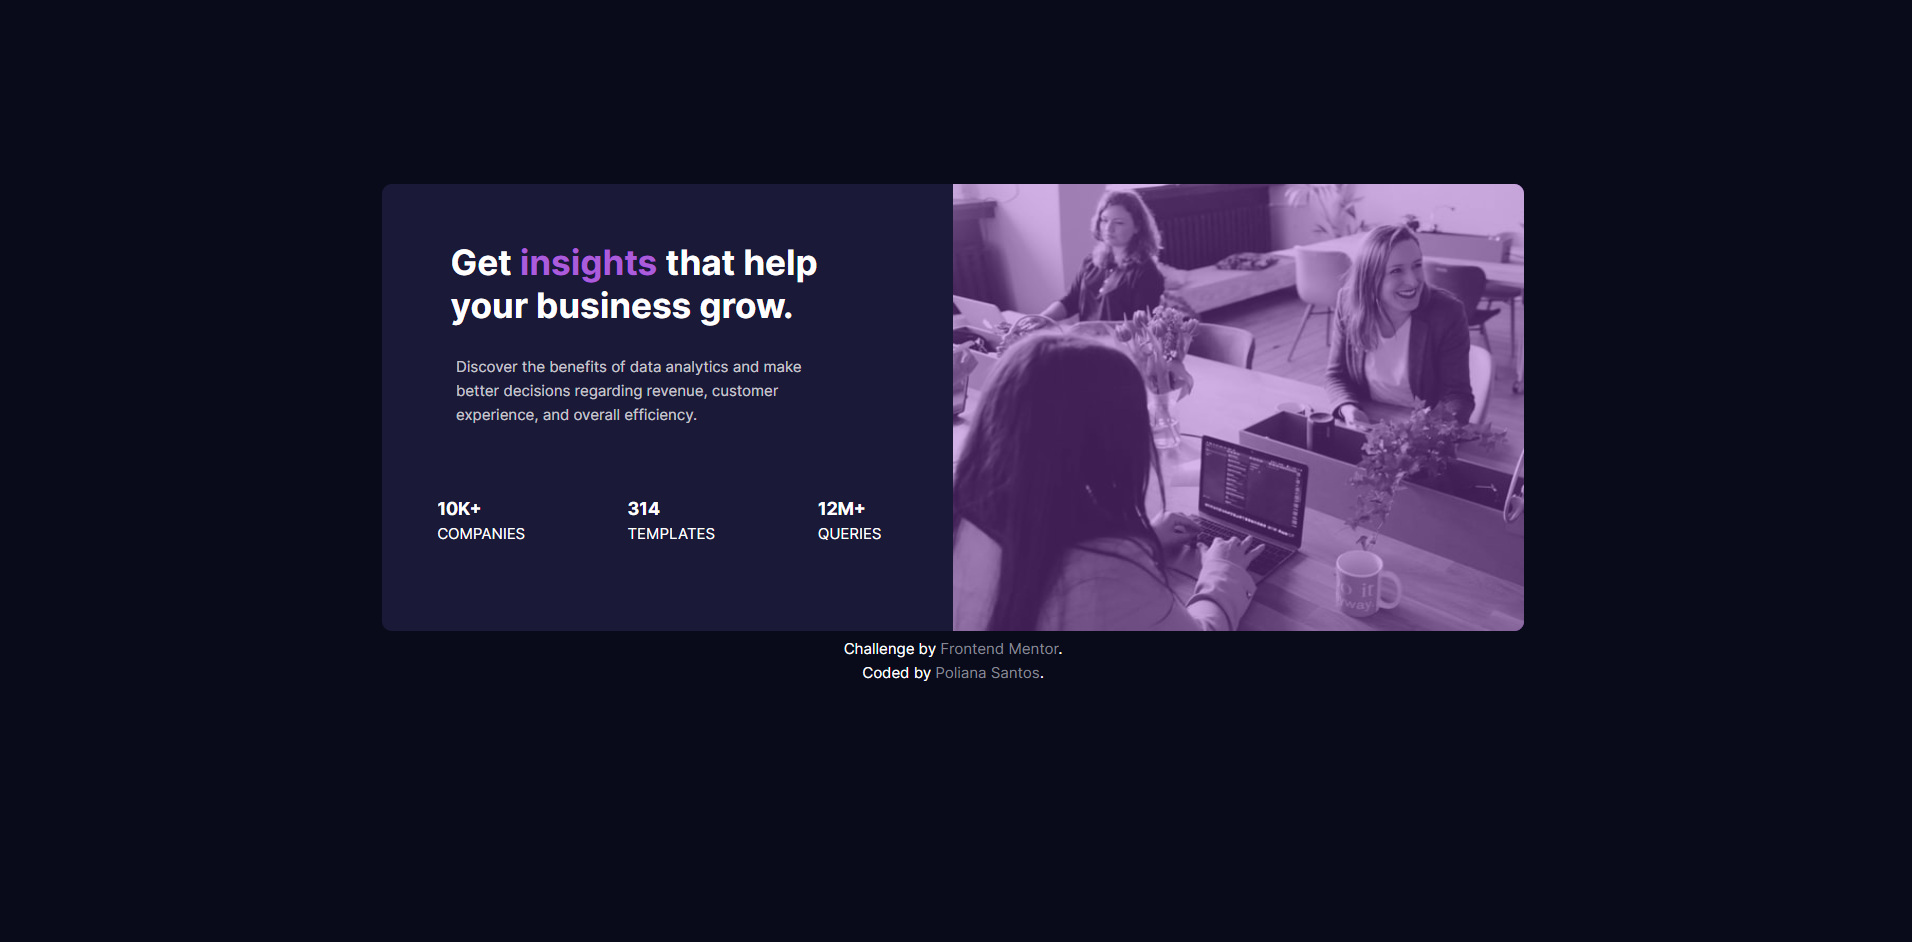 Get insights that help
your business grow.
Discover the benefits of data analytics and make
better decisions regarding revenue, customer
experience, and overall efficiency.
10K+
COMPANIES
314
TEMPLATES
12M+
QUERIES
Challenge by Frontend Mentor.
Coded by Poliana Santos.